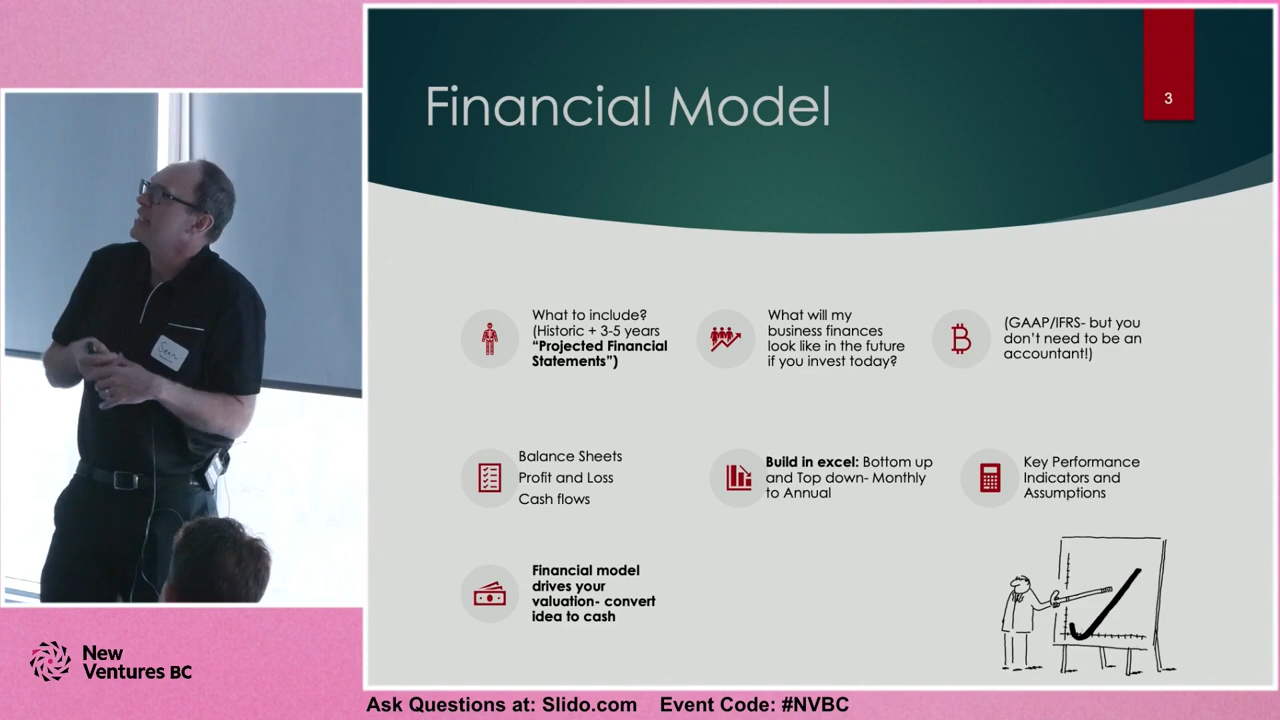 Financial Model
3
What to include?
(Historic + 3-5 years
“Projected Financial
Statements”)
What will my
business finances
look like in the future
if you invest today?
(GAAP/IFRS- but you
don’t need to be an
accountant!)
Balance Sheets
Profit and Loss
Cash flows
Build in excel: Bottom up
and Top down- Monthly
to Annual
Key Performance
Indicators and
Assumptions
Financial model
drives your
valuation- convert
idea to cash
Sean
New
Ventures BC
Ask Questions at: Slido.com Event Code: #NVBC